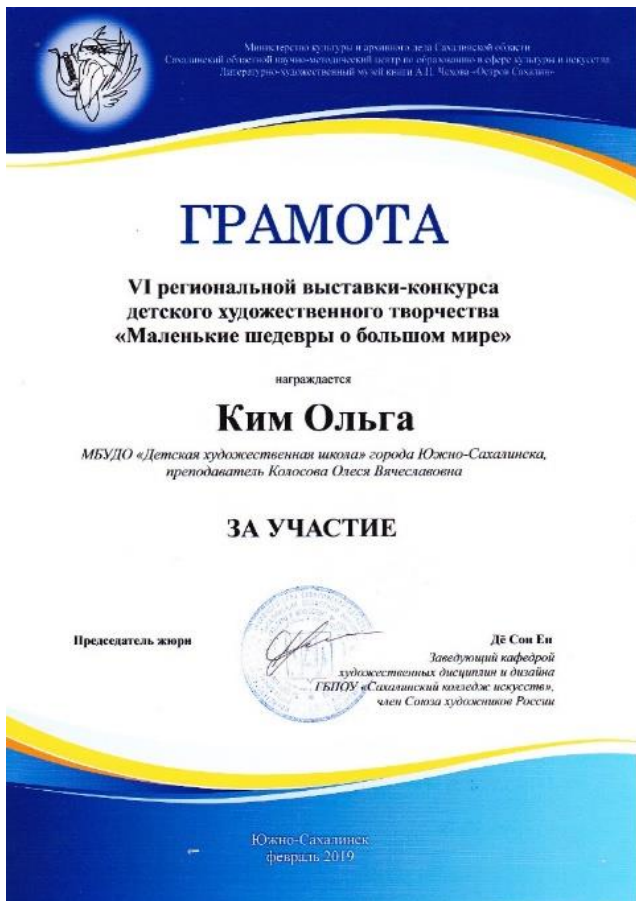 Министерство культуры и архивного дела Сахалинской области
Сахалинский областной научно-методический центр по образованию в сфере культуры и искусства
Литературно-художественный музей книги А.П. Чехова «Остров Сахалин»
ГРАМОТА
VI региональной выставки-конкурса
детского художественного творчества
«Маленькие шедевры о большом мире»
награждается
Ким Ольга
МБУДО «Детская художественная школа» города Южно-Сахалинска,
преподаватель Колосова Олеся Вячеславовна
ЗА УЧАСТИЕ
Председатель жюри
Дё Сон Ен
Заведующий кафедрой
художественных дисциплин и дизайна
ГБПОУ «Сахалинский колледж искусств»,
член Союза художников России
Южно-Сахалинск
февраль 2019